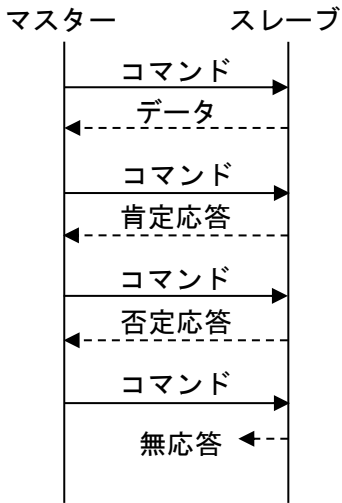 マスター スレーブ
コマンド
データ
コマンド
肯定応答
コマンド
否定応答
コマンド
無応答